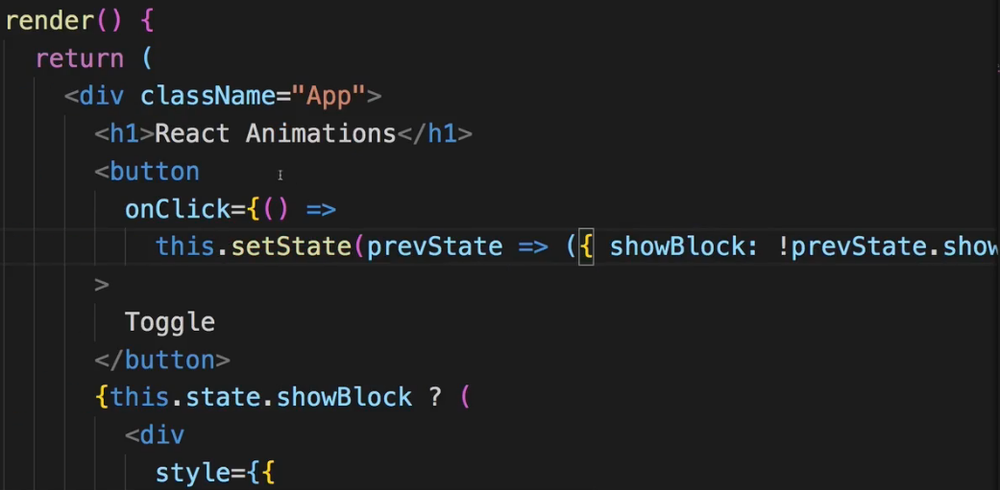 render() {
return (
<div className="App">
<h1>React Animations</h1>
<button
onClick={() =>
this.setState(prevState => ({ showBlock: !prevState.show
>
Toggle
</button>
{this.state.showBlock ? (
<div
style={{